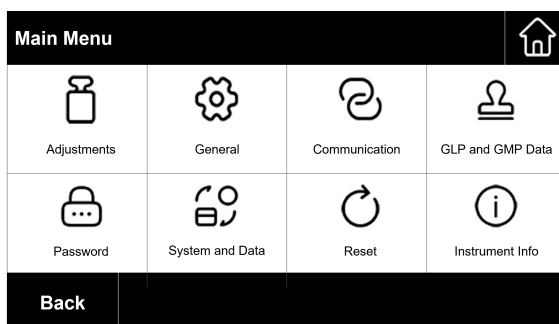 Main Menu
Adjustments
General
Communication
GLP and GMP Data
Password
System and Data
Reset
Instrument Info
Back